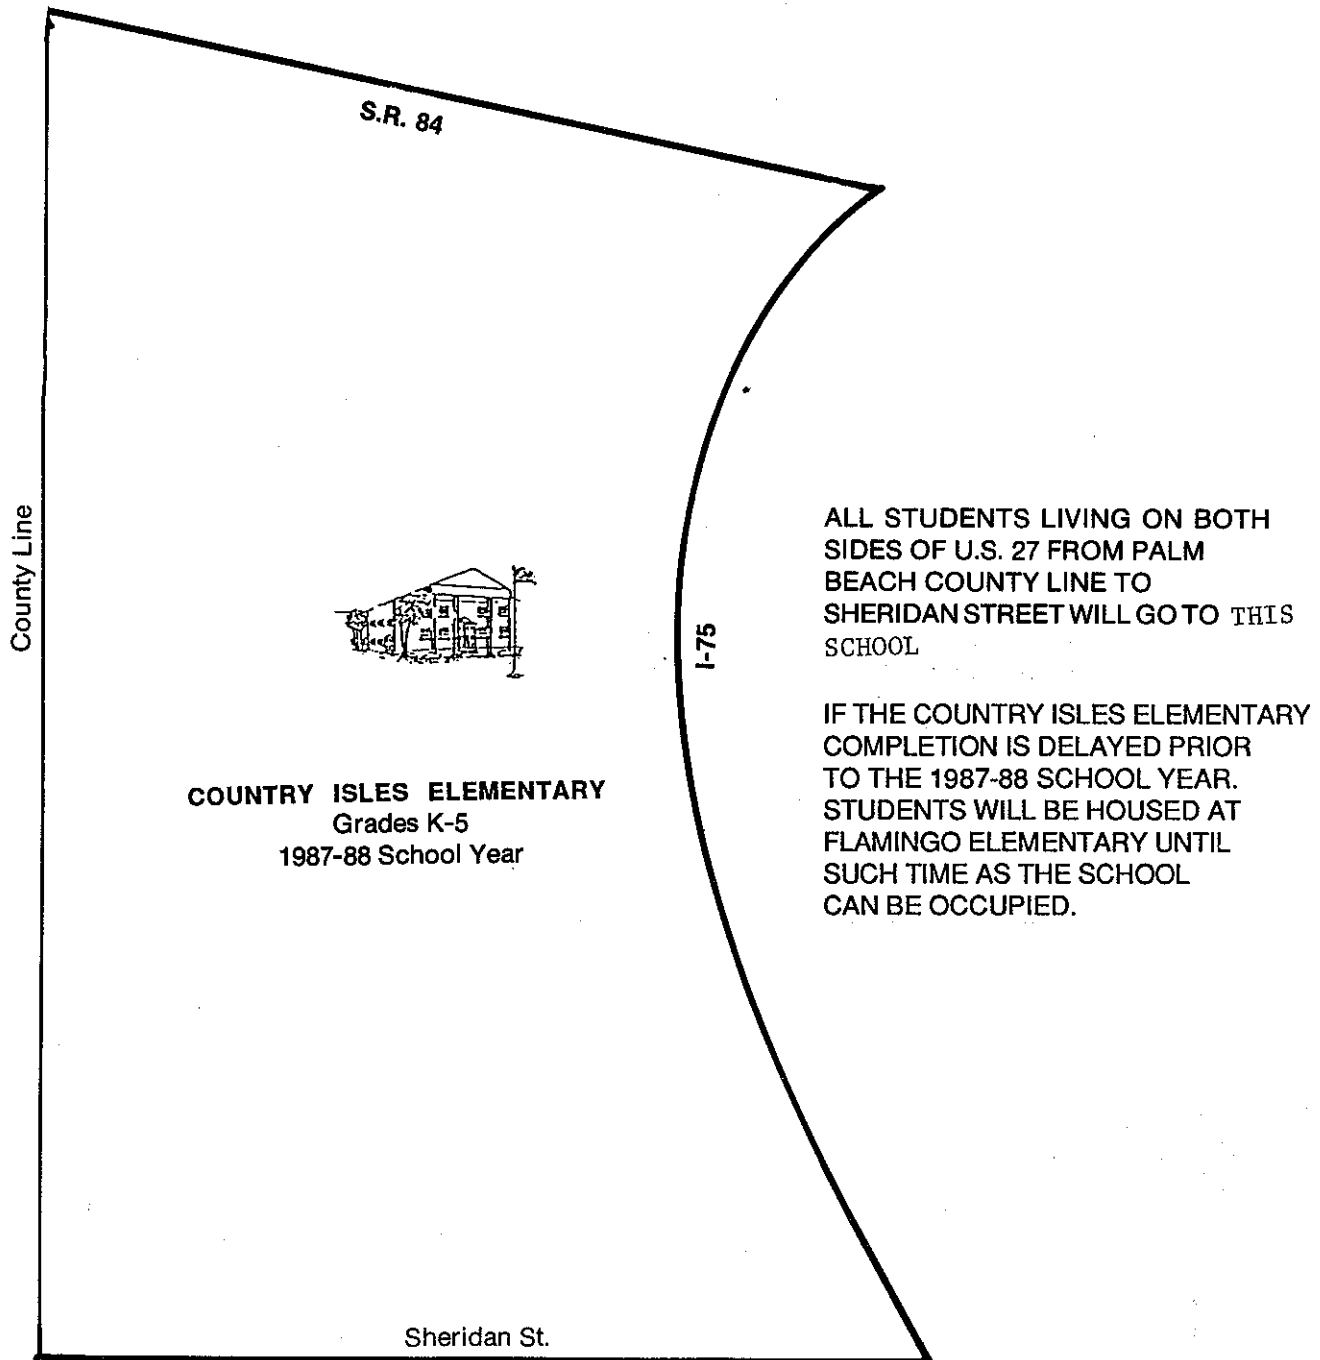 S.R. 84
County Line
I-75
COUNTRY ISLES ELEMENTARY
Grades K-5
1987-88 School Year
Sheridan St.
ALL STUDENTS LIVING ON BOTH
SIDES OF U.S. 27 FROM PALM
BEACH COUNTY LINE TO
SHERIDAN STREET WILL GO TO THIS
SCHOOL
IF THE COUNTRY ISLES ELEMENTARY
COMPLETION IS DELAYED PRIOR
TO THE 1987-88 SCHOOL YEAR.
STUDENTS WILL BE HOUSED AT
FLAMINGO ELEMENTARY UNTIL
SUCH TIME AS THE SCHOOL
CAN BE OCCUPIED.